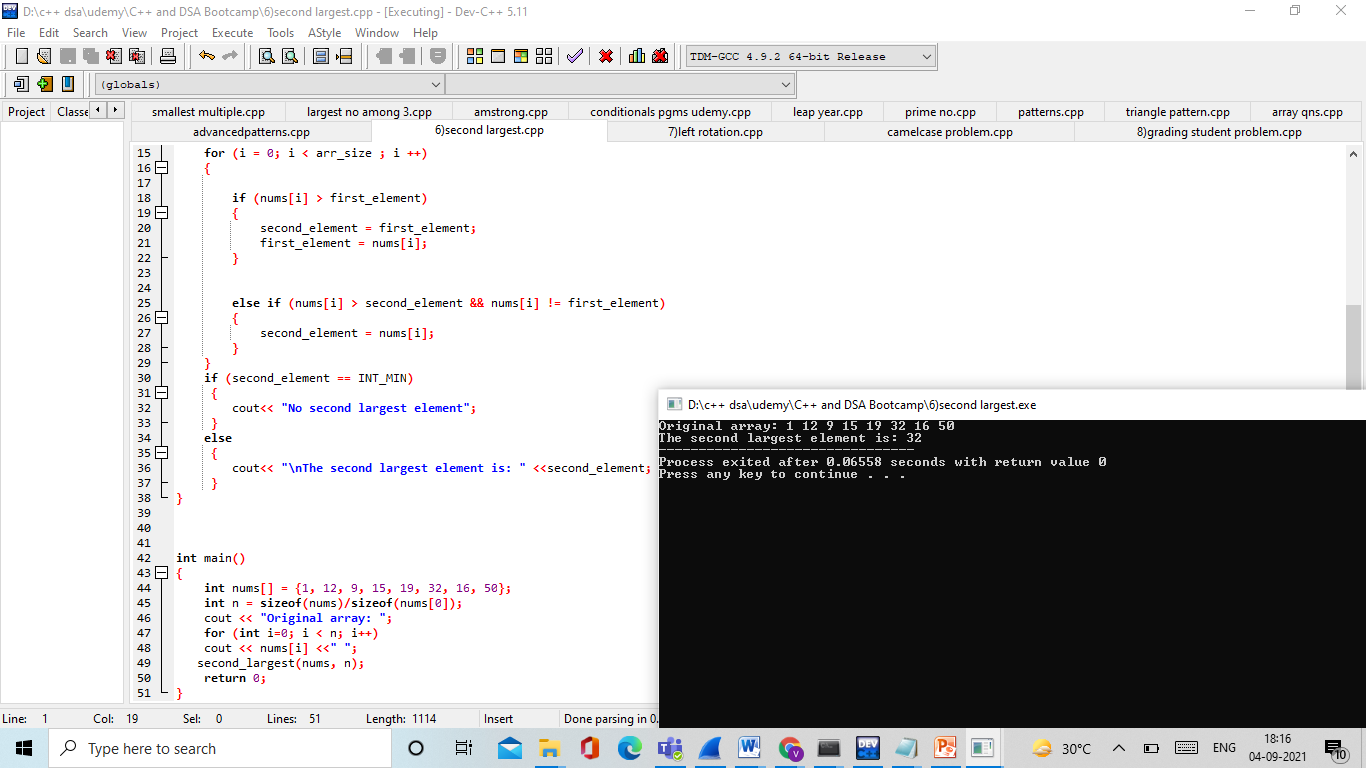 D:\c++ dsa\udemy\C++ and DSA Bootcamp\6)second largest.cpp - [Executing] - Dev-C++ 5.11
File Edit Search View Project Execute Tools AStyle Window Help
TDM-GCC 4.9.2 64-bit Release
(globals)
Project Classe
smallest multiple.cpp largest no among 3.cpp amstrong.cpp conditionals pgms udemy.cpp leap year.cpp prime no.cpp patterns.cpp triangle pattern.cpp array qns.cpp
advancedpatterns.cpp 6)second largest.cpp 7)left rotation.cpp camelcase problem.cpp 8)grading student problem.cpp
15 for (i = 0; i < arr_size ; i ++)
16 {
17
18 if (nums[i] > first_element)
19 {
20 second_element = first_element;
21 first_element = nums[i];
22 }
23
24
25 else if (nums[i] > second_element && nums[i] != first_element)
26 {
27 second_element = nums[i];
28 }
29 }
30 if (second_element == INT_MIN)
31 {
32 cout<< "No second largest element";
33 }
34 else
35 {
36 cout<< "\nThe second largest element is: " <<second_element;
37 }
38 }
39
40
41
42 int main()
43 {
44 int nums[] = {1, 12, 9, 15, 19, 32, 16, 50};
45 int n = sizeof(nums)/sizeof(nums[0]);
46 cout << "Original array: ";
47 for (int i=0; i < n; i++)
48 cout << nums[i] <<" ";
49 second_largest(nums, n);
50 return 0;
51 }
D:\c++ dsa\udemy\C++ and DSA Bootcamp\6)second largest.exe
Original array: 1 12 9 15 19 32 16 50
The second largest element is: 32
--------------------------------
Process exited after 0.06558 seconds with return value 0
Press any key to continue . . .
Line: 1 Col: 19 Sel: 0 Lines: 51 Length: 1114 Insert Done parsing in 0.
Type here to search
30°C ENG 18:16
04-09-2021
10